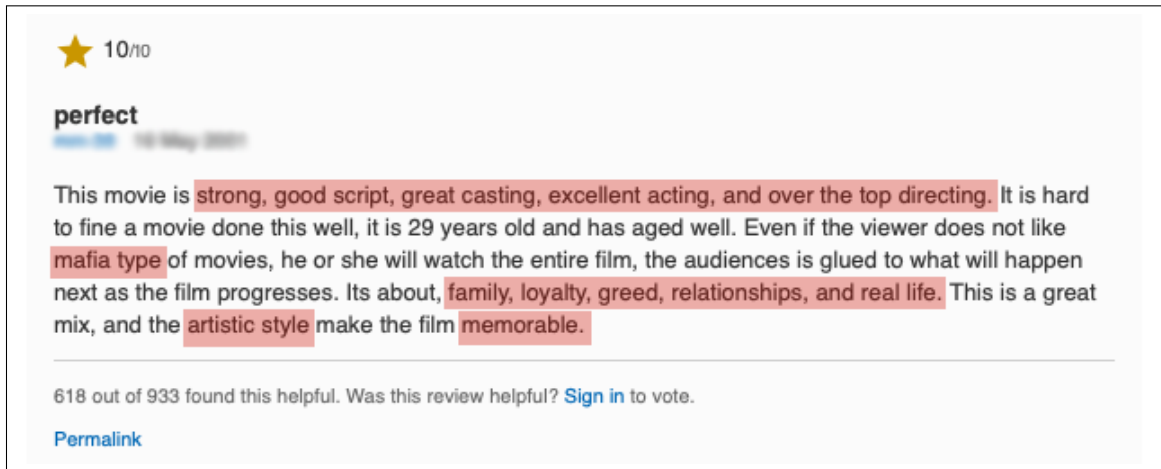 10/10
perfect
This movie is strong, good script, great casting, excellent acting, and over the top directing. It is hard
to fine a movie done this well, it is 29 years old and has aged well. Even if the viewer does not like
mafia type of movies, he or she will watch the entire film, the audiences is glued to what will happen
next as the film progresses. Its about, family, loyalty, greed, relationships, and real life. This is a great
mix, and the artistic style make the film memorable.
618 out of 933 found this helpful. Was this review helpful? Sign in to vote.
Permalink